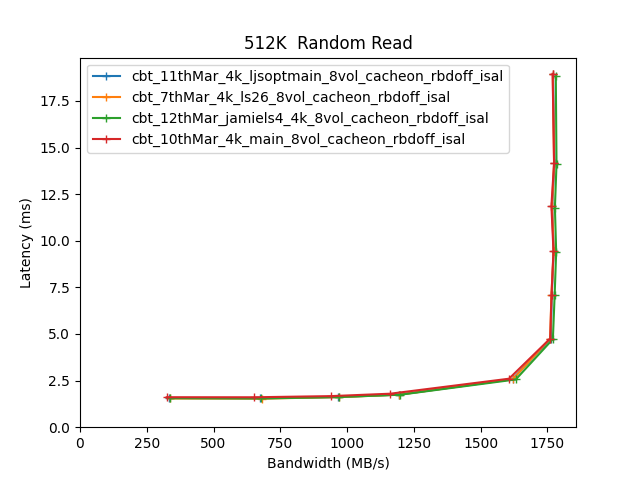 512K  Random Read
cbt_11thMar_4k_ljsoptmain_8vol_cacheon_rbdoff_isal
cbt_7thMar_4k_ls26_8vol_cacheon_rbdoff_isal
cbt_12thMar_jamiels4_4k_8vol_cacheon_rbdoff_isal
cbt_10thMar_4k_main_8vol_cacheon_rbdoff_isal
Latency (ms)
17.5
15.0
12.5
10.0
7.5
5.0
2.5
0.0
0 250 500 750 1000 1250 1500 1750
Bandwidth (MB/s)